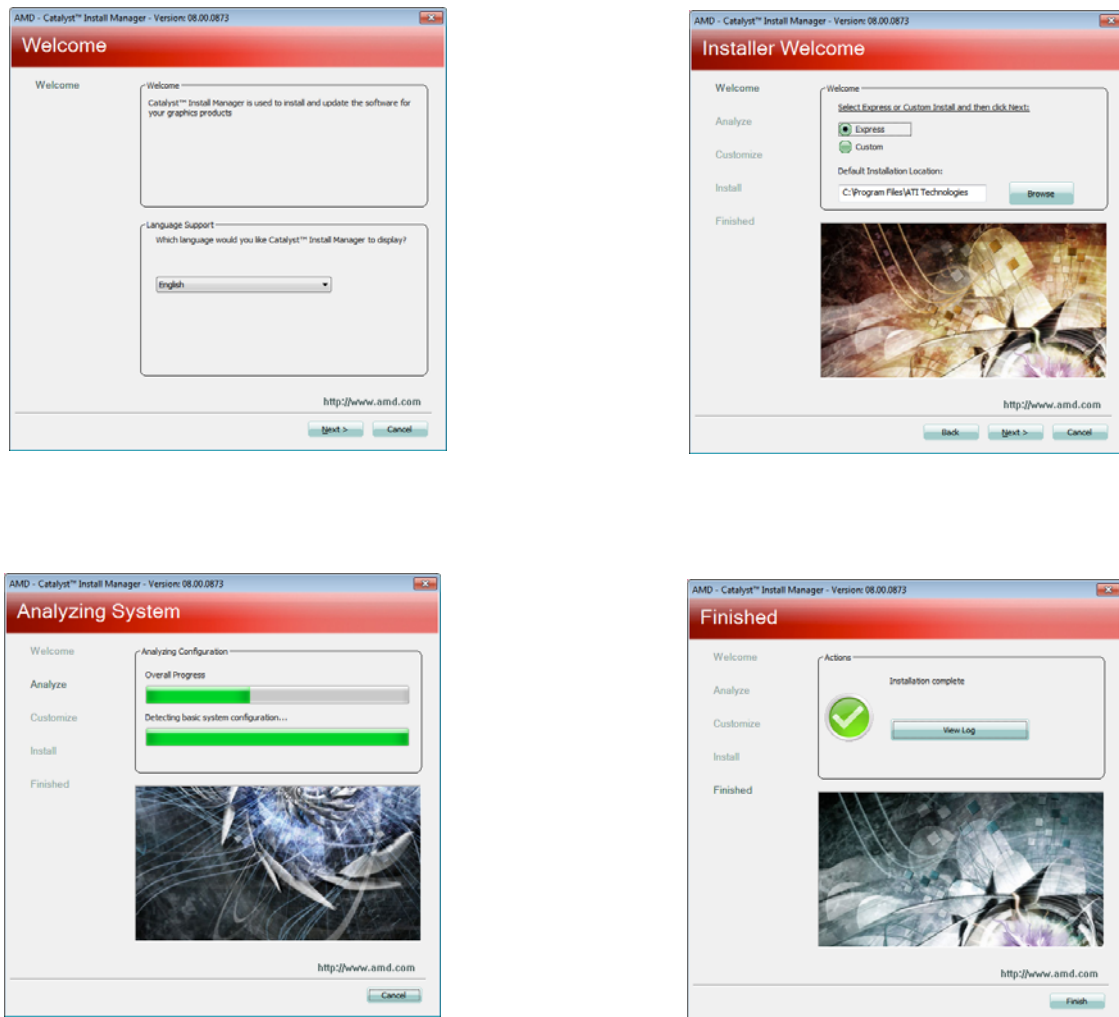 AMD - Catalyst™ Install Manager - Version: 08.00.0873
Welcome
Welcome
Welcome
Catalyst™ Install Manager is used to install and update the software for
your graphics products
Language Support
Which language would you like Catalyst™ Install Manager to display?
English
http://www.amd.com
Next >
Cancel
AMD - Catalyst™ Install Manager - Version: 08.00.0873
Installer Welcome
Welcome
Analyze
Customize
Install
Finished
Welcome
Select Express or Custom Install and then click Next:
Express
Custom
Default Installation Location:
C:\Program Files\ATI Technologies
Browse
http://www.amd.com
Back
Next >
Cancel
AMD - Catalyst™ Install Manager - Version: 08.00.0873
Analyzing System
Welcome
Analyze
Customize
Install
Finished
Analyzing Configuration
Overall Progress
Detecting basic system configuration...
http://www.amd.com
Cancel
AMD - Catalyst™ Install Manager - Version: 08.00.0873
Finished
Welcome
Analyze
Customize
Install
Finished
Actions
Installation complete
View Log
http://www.amd.com
Finish